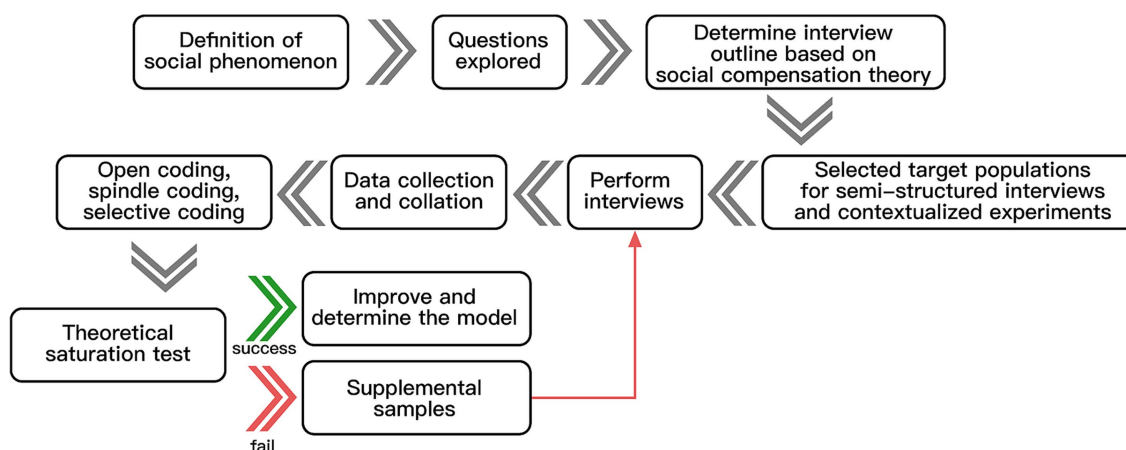 Definition of
social phenomenon
Questions
explored
Determine interview
outline based on
social compensation theory
Selected target populations
for semi-structured interviews
and contextualized experiments
Perform
interviews
Data collection
and collation
Open coding,
spindle coding,
selective coding
Theoretical
saturation test
success
Improve and
determine the model
fail
Supplemental
samples